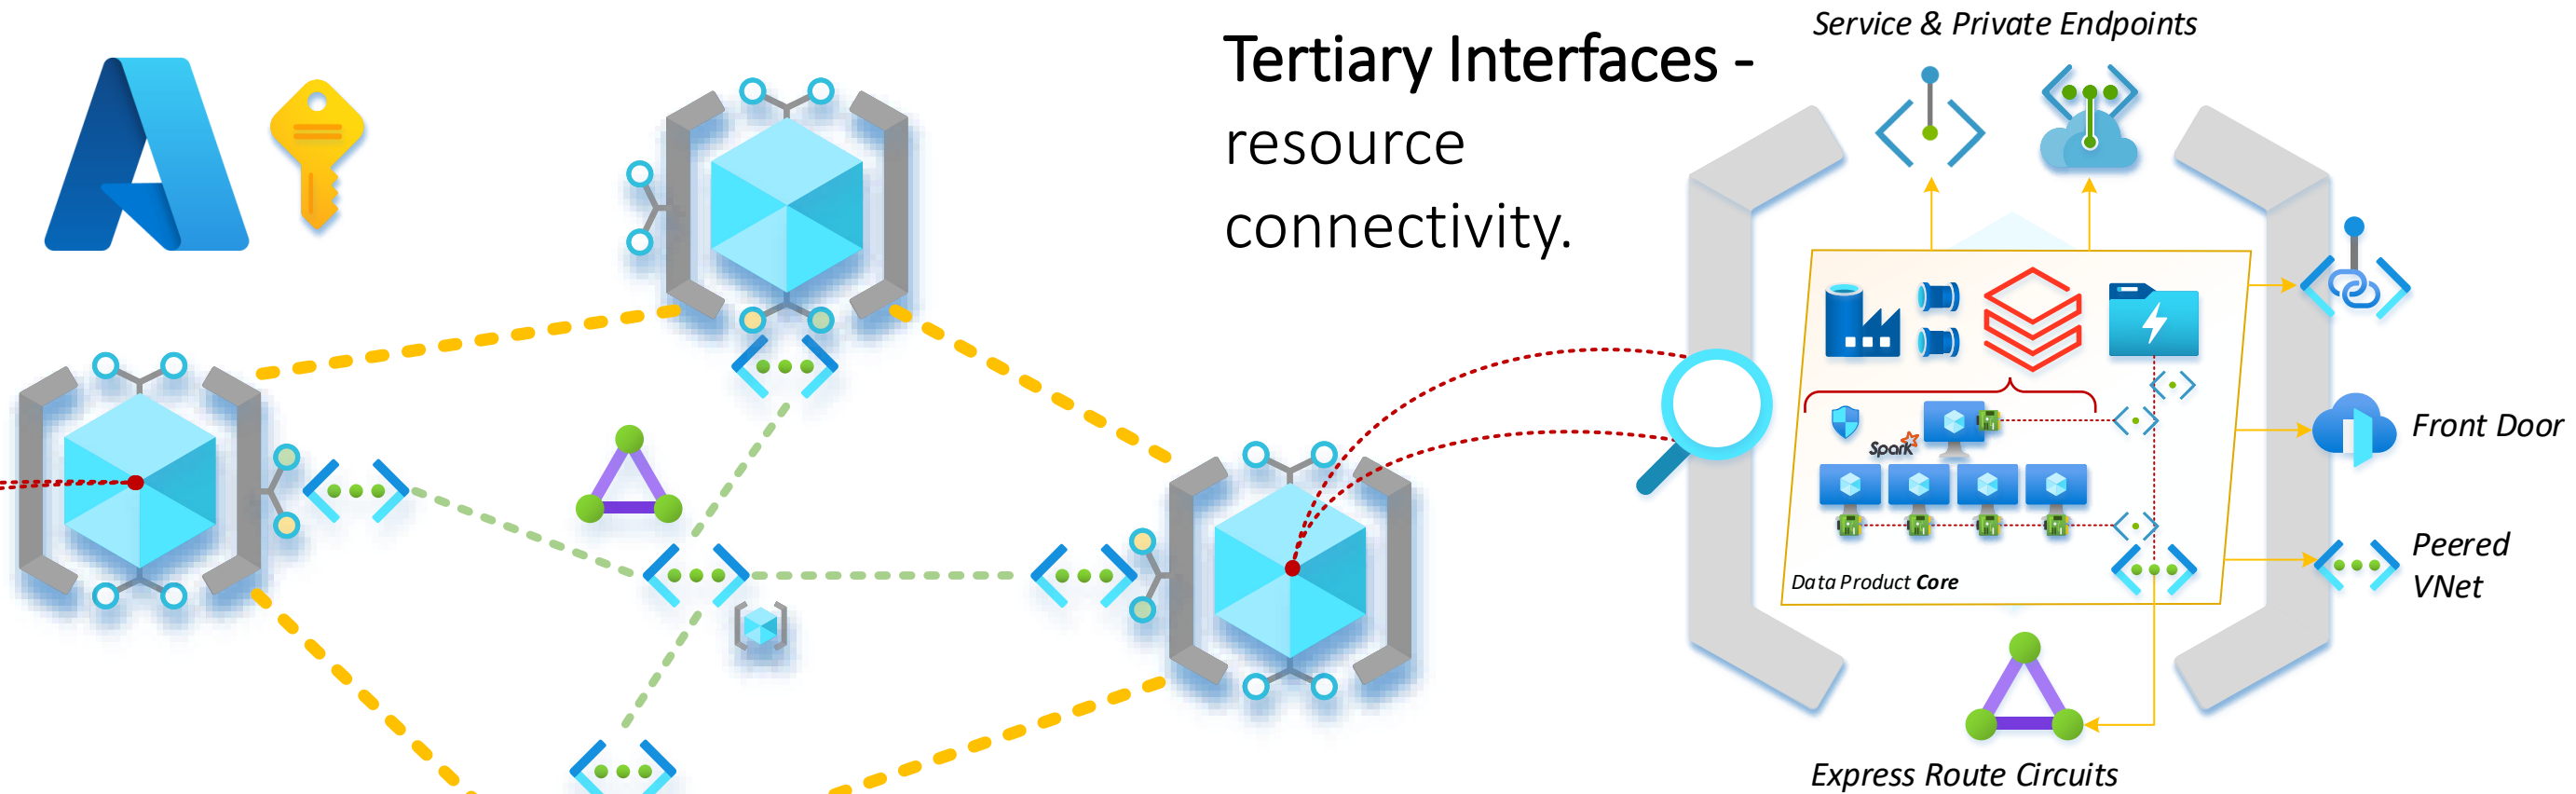 Tertiary Interfaces -
resource
connectivity.
Service & Private Endpoints
Front Door
Peered
VNet
Spark
Data Product Core
Express Route Circuits